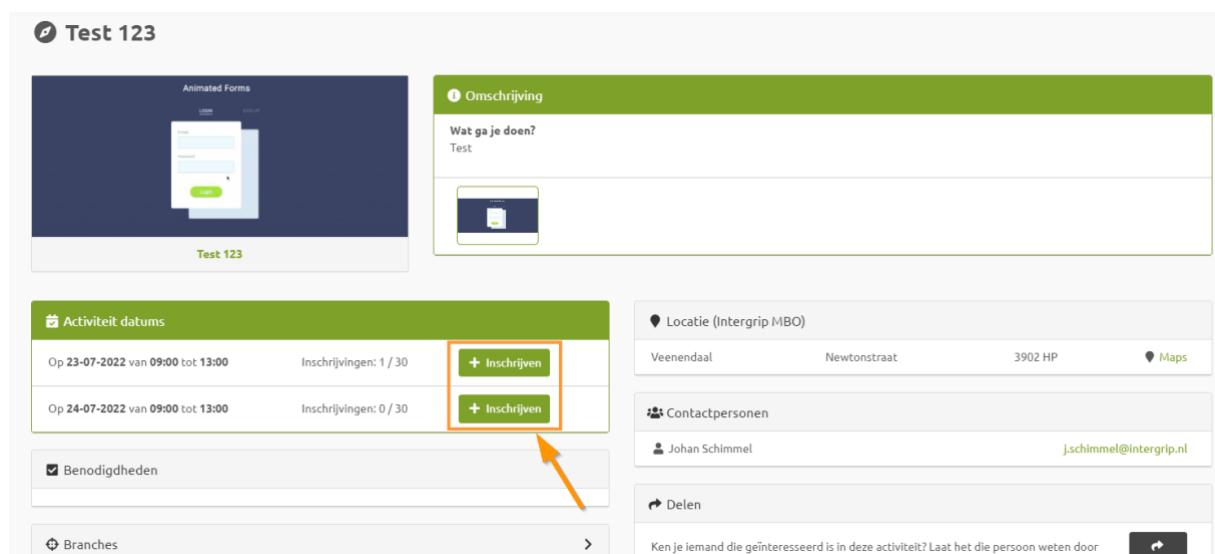 Test 123
Animated Forms
LOGIN
Login
Test 123
Omschrijving
Wat ga je doen?
Test
Activiteit datums
Op 23-07-2022 van 09:00 tot 13:00 Inschrijvingen: 1 / 30 + Inschrijven
Op 24-07-2022 van 09:00 tot 13:00 Inschrijvingen: 0 / 30 + Inschrijven
Benodigdheden
Branches
Locatie (Intergrip MBO)
Veenendaal Newtonstraat 3902 HP Maps
Contactpersonen
Johan Schimmel j.schimmel@intergrip.nl
Delen
Ken je iemand die geïnteresseerd is in deze activiteit? Laat het die persoon weten door